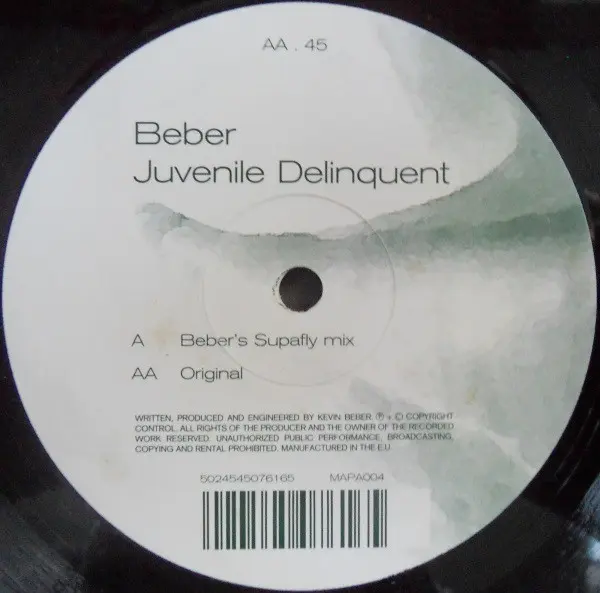 AA . 45
Beber
Juvenile Delinquent
A Beber's Supafly mix
AA Original
WRITTEN, PRODUCED AND ENGINEERED BY KEVIN BEBER. ℗ + © COPYRIGHT
CONTROL. ALL RIGHTS OF THE PRODUCER AND THE OWNER OF THE RECORDED
WORK RESERVED. UNAUTHORIZED PUBLIC PERFORMANCE, BROADCASTING,
COPYING AND RENTAL PROHIBITED. MANUFACTURED IN THE E.U
5024545076165 MAPA004